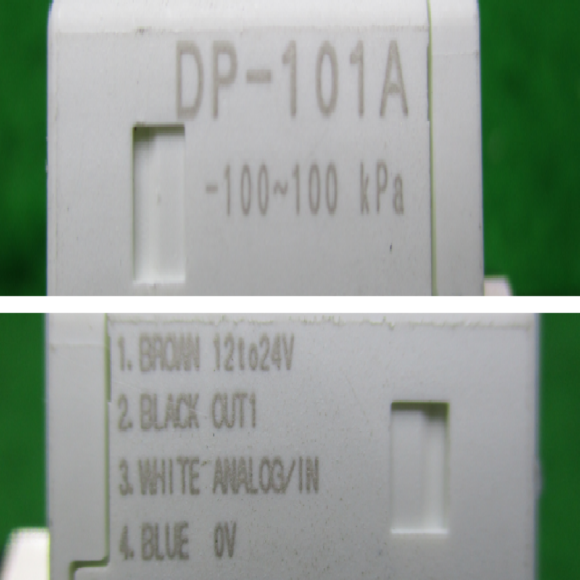 DP-101A
-100~100 kPa
1. BROWN 12to24V
2. BLACK OUT1
3. WHITE ANALOG/IN
4. BLUE 0V